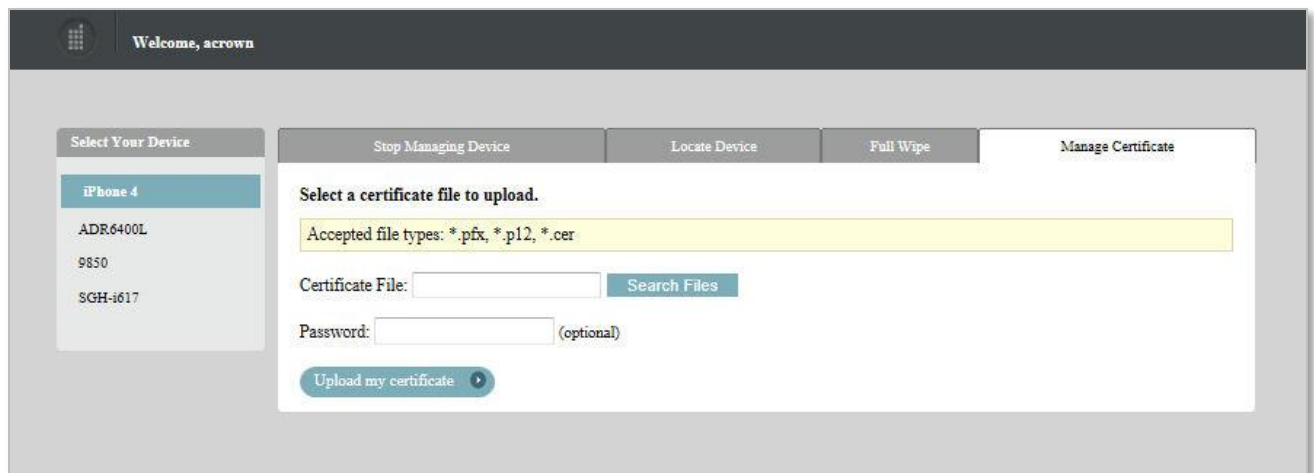 Welcome, acrown
Select Your Device
iPhone 4
ADR6400L
9850
SGH-i617
Stop Managing Device
Locate Device
Full Wipe
Manage Certificate
Select a certificate file to upload.
Accepted file types: *.pfx, *.p12, *.cer
Certificate File:
Search Files
Password:
(optional)
Upload my certificate